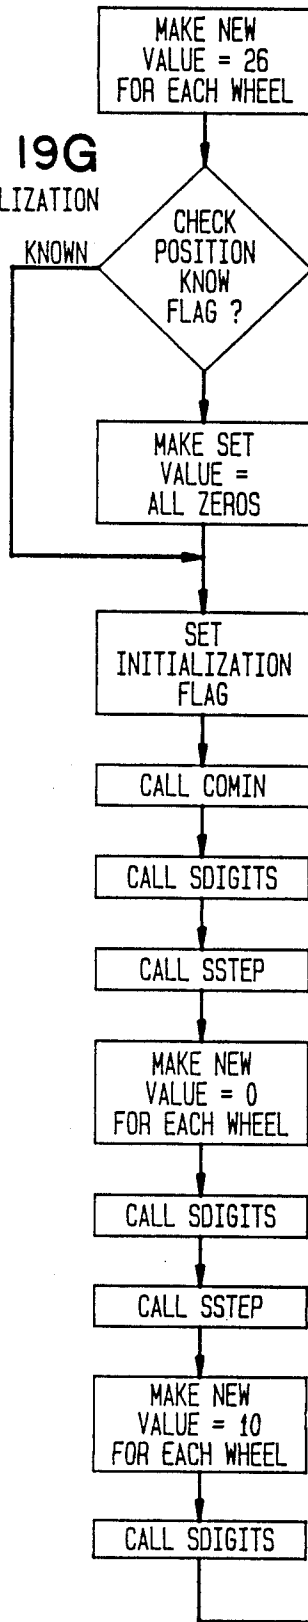 MAKE NEW
VALUE = 26
FOR EACH WHEEL
19G
LIZATION
KNOWN
CHECK
POSITION
KNOW
FLAG ?
MAKE SET
VALUE =
ALL ZEROS
SET
INITIALIZATION
FLAG
CALL COMIN
CALL SDIGITS
CALL SSTEP
MAKE NEW
VALUE = 0
FOR EACH WHEEL
CALL SDIGITS
CALL SSTEP
MAKE NEW
VALUE = 10
FOR EACH WHEEL
CALL SDIGITS